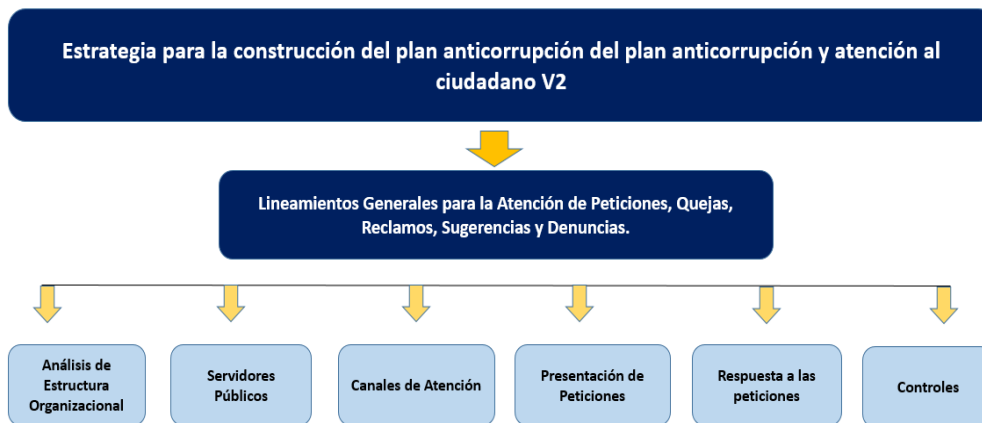 Estrategia para la construcción del plan anticorrupción del plan anticorrupción y atención al
ciudadano V2
Lineamientos Generales para la Atención de Peticiones, Quejas,
Reclamos, Sugerencias y Denuncias.
Análisis de
Estructura
Organizacional
Servidores
Públicos
Canales de Atención
Presentación de
Peticiones
Respuesta a las
peticiones
Controles